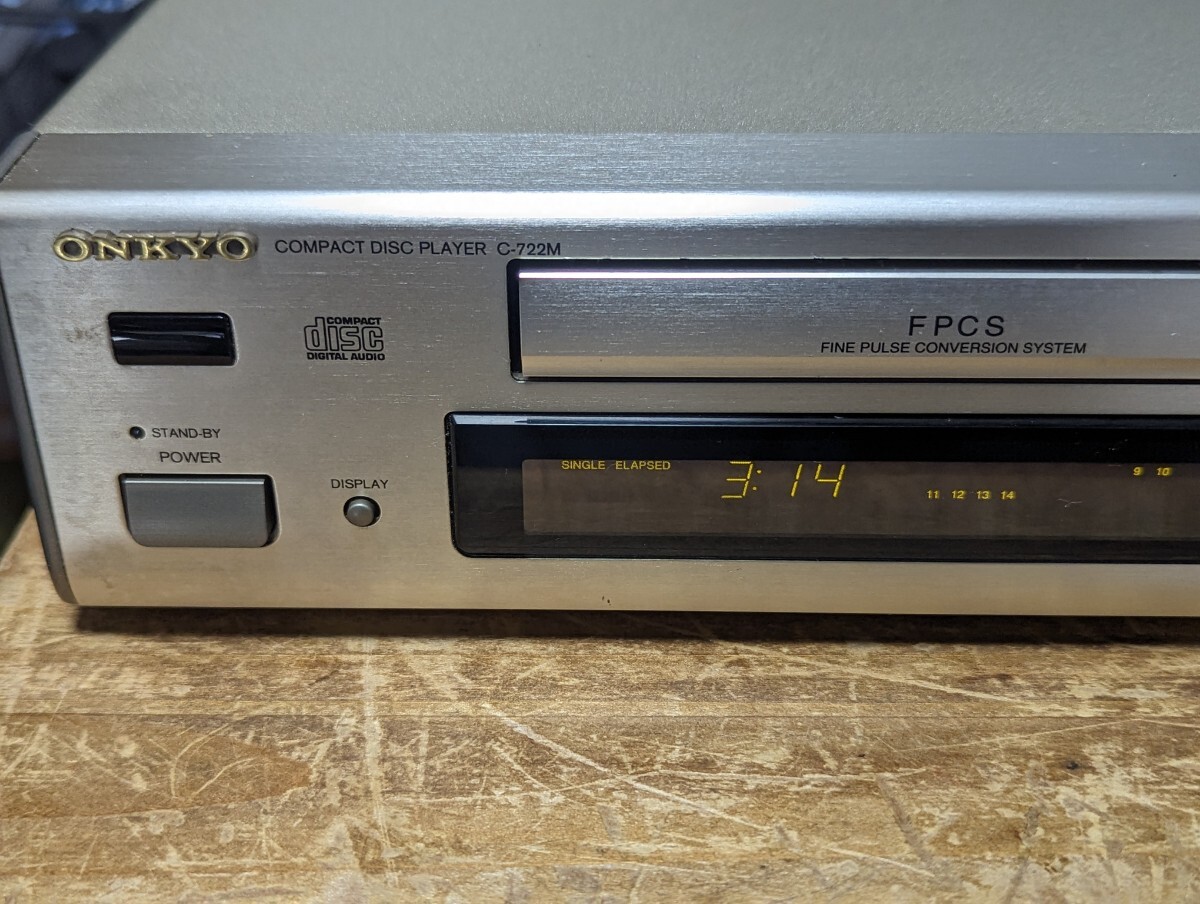 ONKYO COMPACT DISC PLAYER C-722M
COMPACT
disc
DIGITAL AUDIO
FPCS
FINE PULSE CONVERSION SYSTEM
STAND-BY
POWER
DISPLAY
SINGLE ELAPSED
3:14
9 10
11 12 13 14